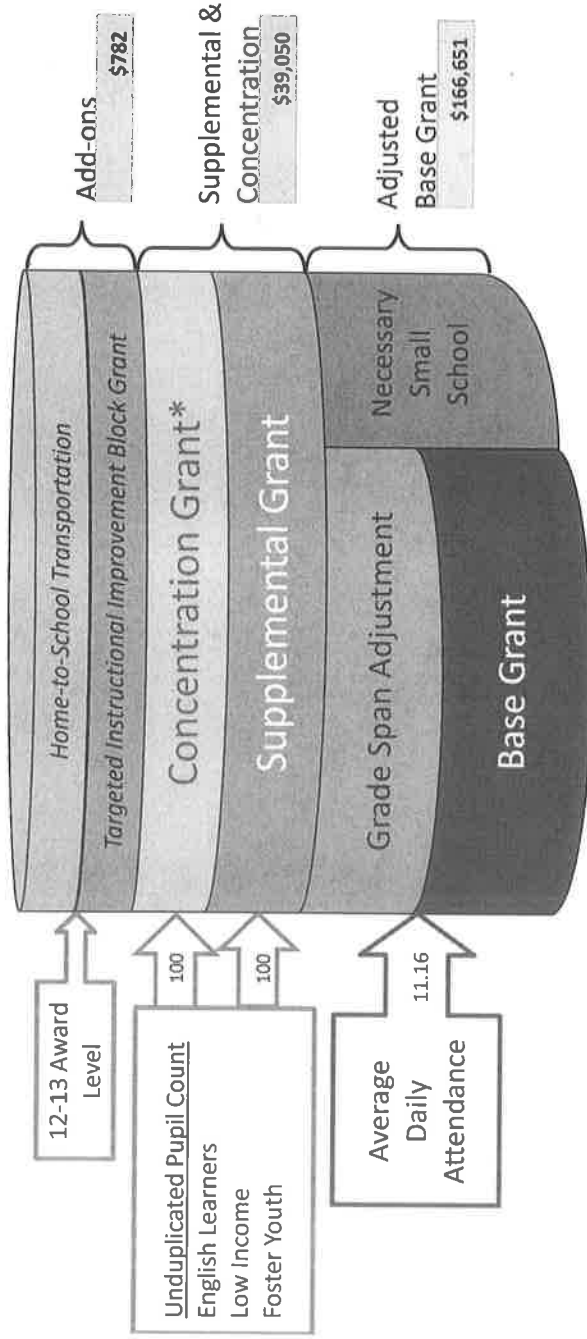 12-13 Award
Level
Unduplicated Pupil Count
English Learners
Low Income
Foster Youth
100
100
Average
Daily
Attendance
11.16
Home-to-School Transportation
Targeted Instructional Improvement Block Grant
Concentration Grant*
Supplemental Grant
Grade Span Adjustment
Base Grant
Necessary
Small
School
Add-ons
$782
Supplemental &
Concentration
$39,050
Adjusted
Base Grant
$166,651